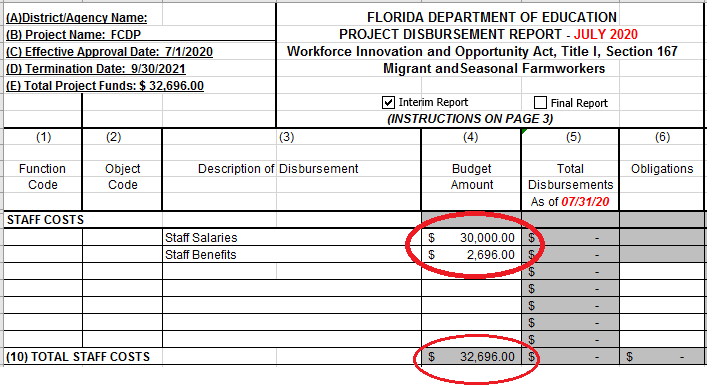 (A)District/Agency Name:
(B) Project Name: FCDP
(C) Effective Approval Date: 7/1/2020
(D) Termination Date: 9/30/2021
(E) Total Project Funds: $ 32,696.00
FLORIDA DEPARTMENT OF EDUCATION
PROJECT DISBURSEMENT REPORT - JULY 2020
Workforce Innovation and Opportunity Act, Title I, Section 167
Migrant and Seasonal Farmworkers
Interim Report Final Report
(INSTRUCTIONS ON PAGE 3)
(1) (2) (3) (4) (5) (6)
Function Object Description of Disbursement Budget Total Obligations
Code Code Amount Disbursements
As of 07/31/20
STAFF COSTS
Staff Salaries $ 30,000.00 $ -
Staff Benefits $ 2,696.00 $ -
$ -
$ -
$ -
$ -
$ -
(10) TOTAL STAFF COSTS $ 32,696.00 $ - $ -